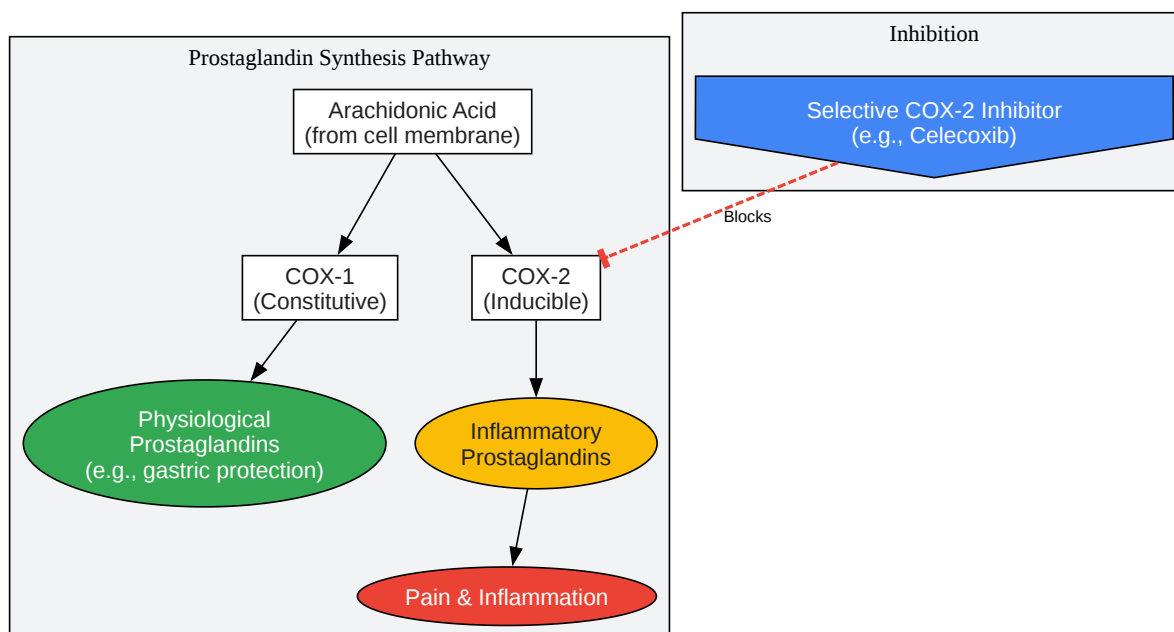 Inhibition
Selective COX-2 Inhibitor
(e.g., Celecoxib)
Prostaglandin Synthesis Pathway
Arachidonic Acid
(from cell membrane)
Blocks
COX-1
(Constitutive)
COX-2
(Inducible)
Physiological
Prostaglandins
(e.g., gastric protection)
Inflammatory
Prostaglandins
Pain & Inflammation